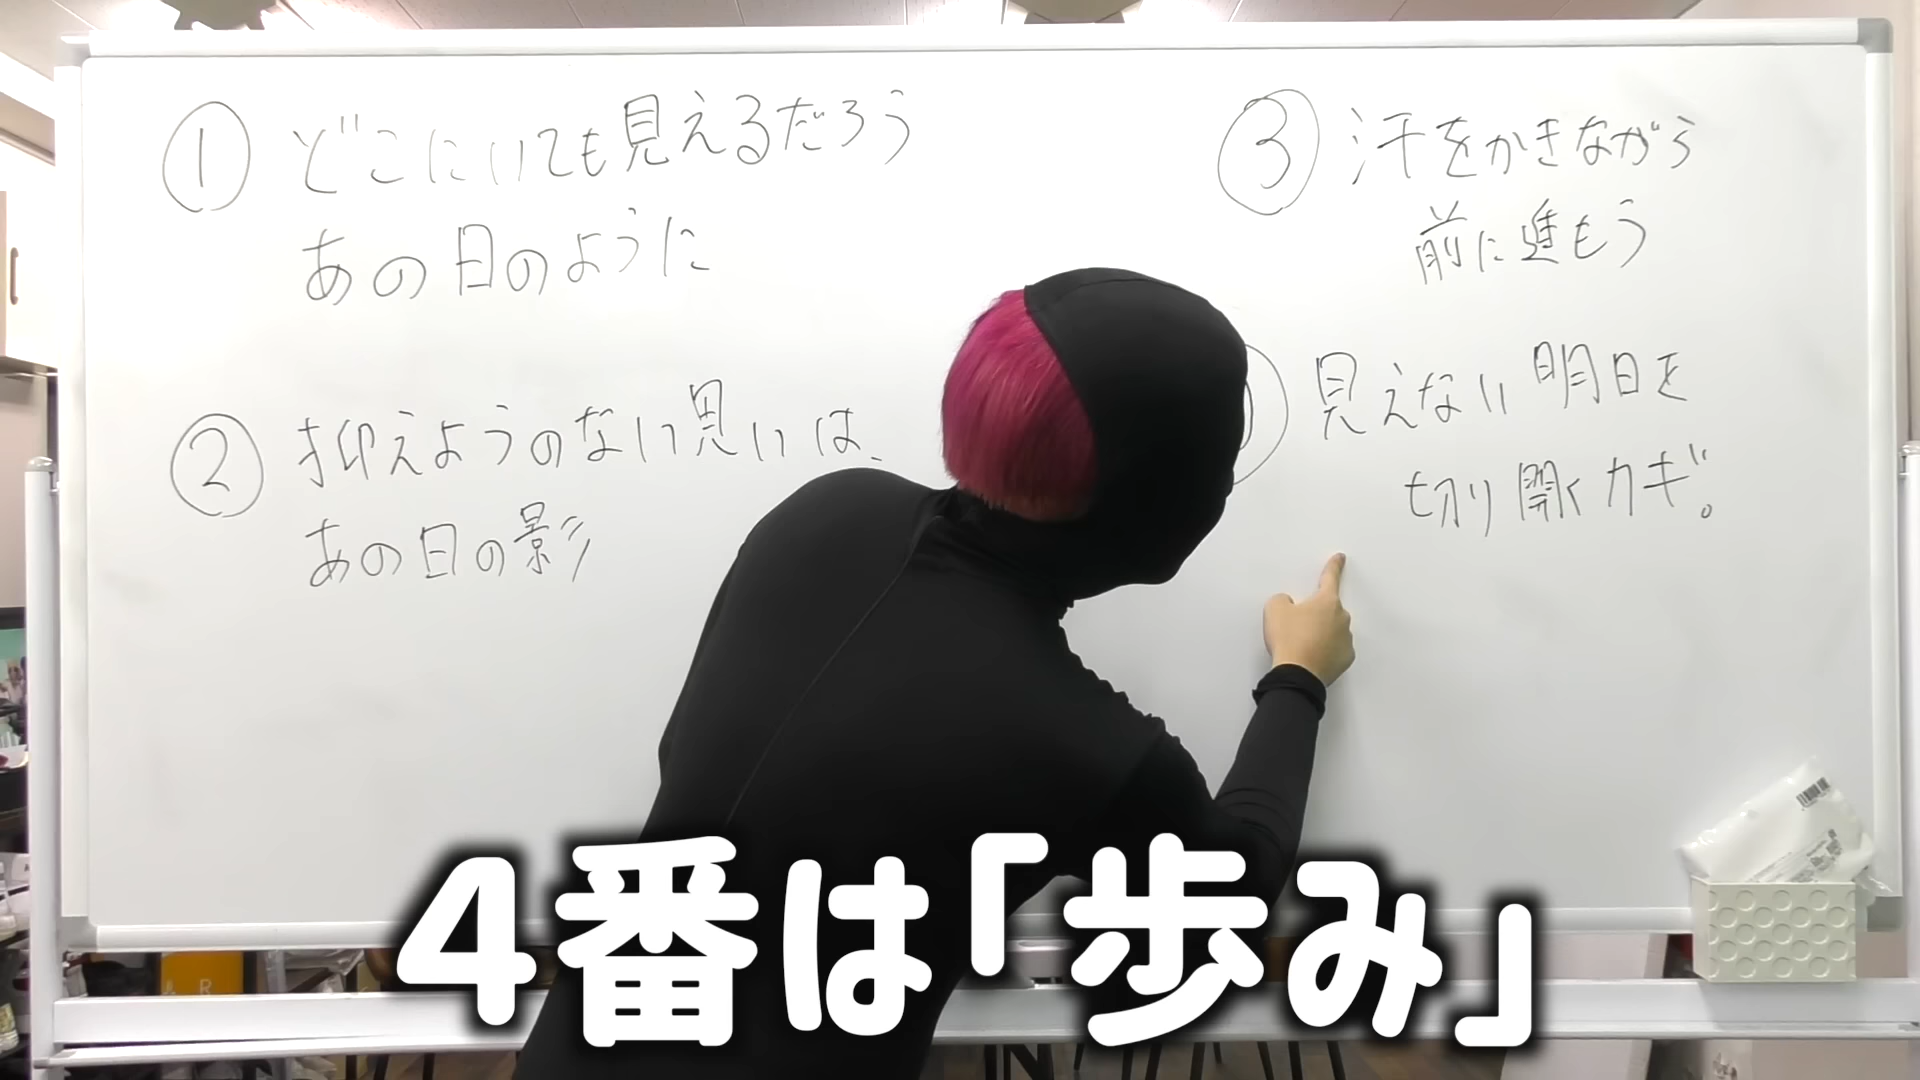 ① どこにいても見えるだろう
あの日のように
② 抑えようのない思いは、
あの日の影
③ 汗をかきながら
前に進もう
見えない明日を
切り開くカギ。
4番は「歩み」